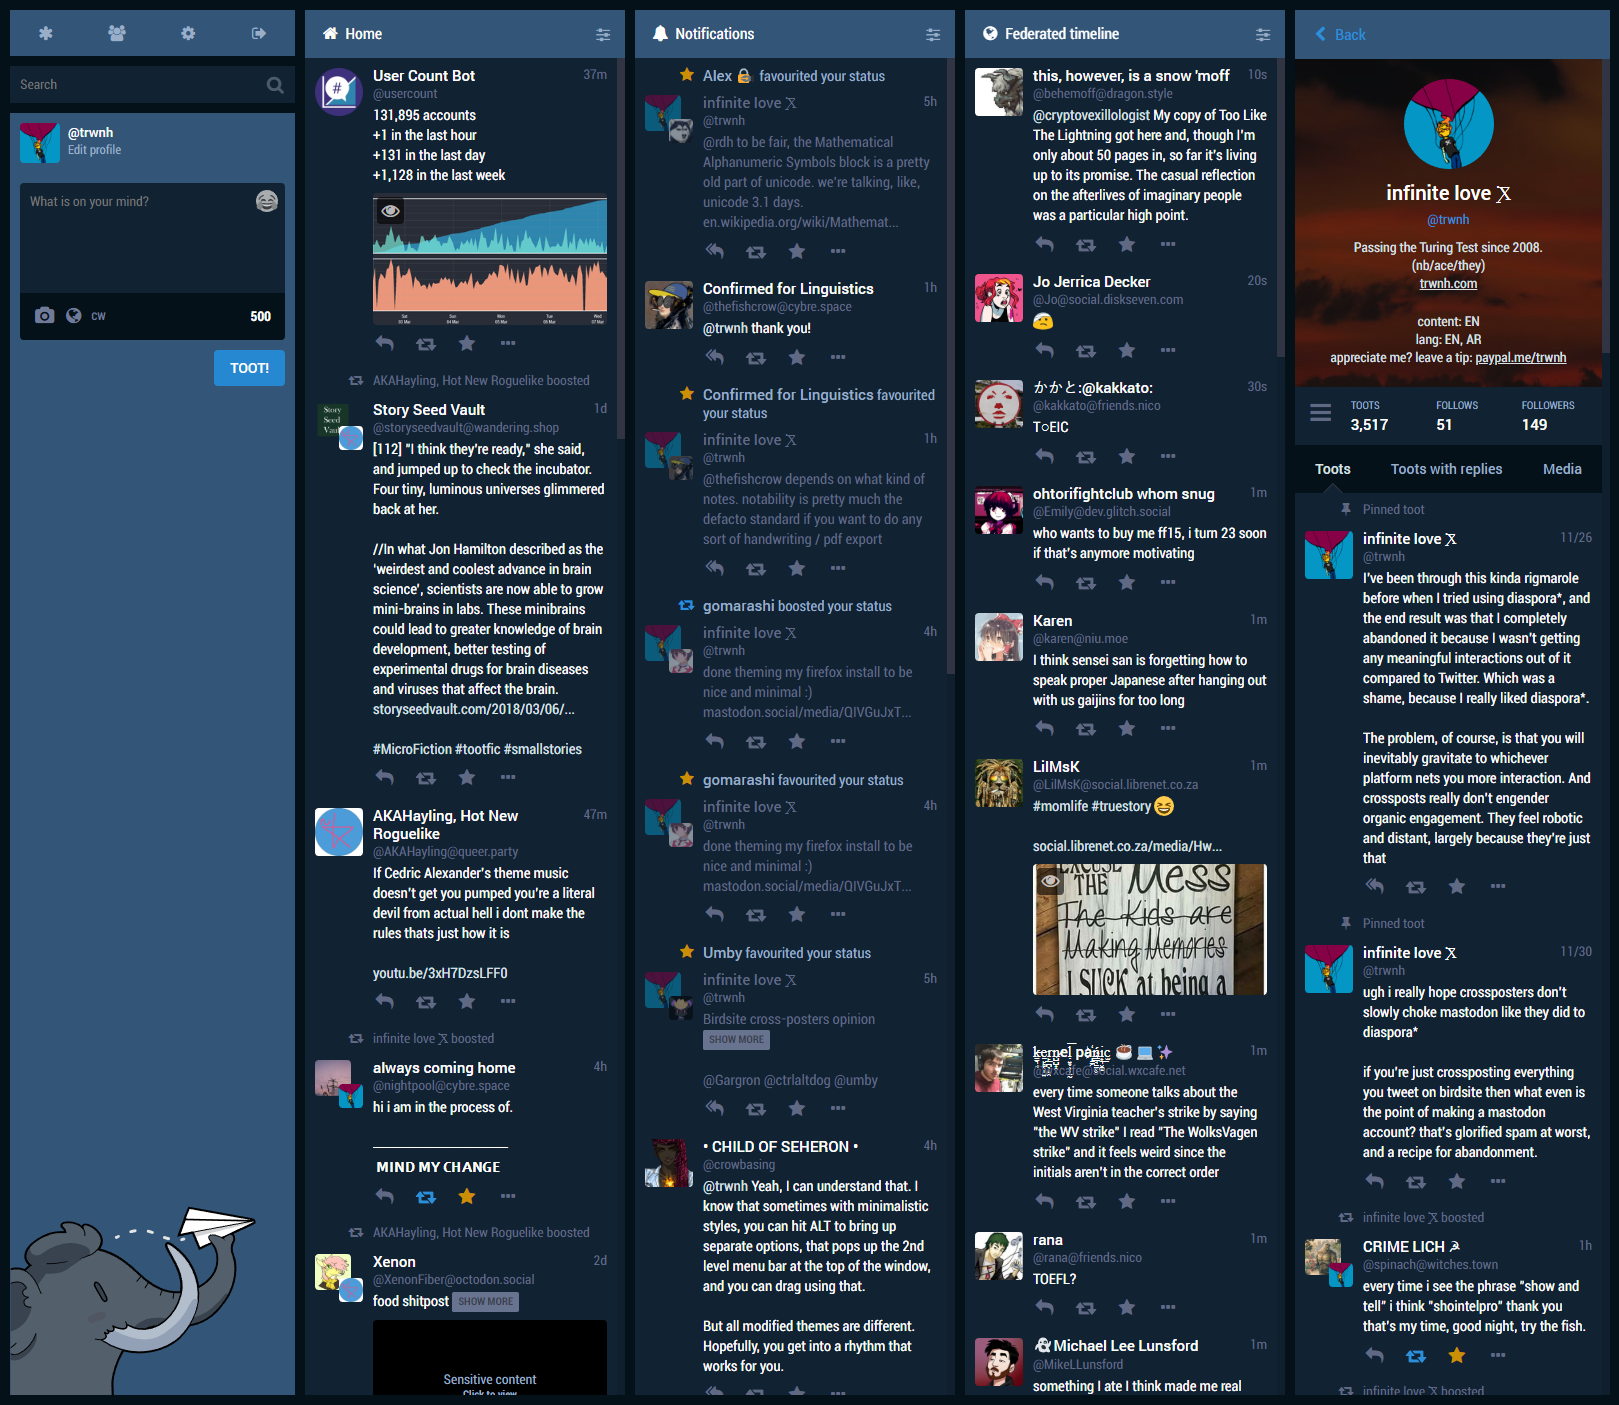 Search
@trwnh
Edit profile
What is on your mind?
CW
500
TOOT!
Home
User Count Bot
37m
@usercount
131,895 accounts
+1 in the last hour
+131 in the last day
+1,128 in the last week
AKAHayling, Hot New Roguelike boosted
Story Seed Vault
1d
@storyseedvault@wandering.shop
[112] "I think they're ready," she said,
and jumped up to check the incubator.
Four tiny, luminous universes glimmered
back at her.
//In what Jon Hamilton described as the
'weirdest and coolest advance in brain
science', scientists are now able to grow
mini-brains in labs. These minibrains
could lead to greater knowledge of brain
development, better testing of
experimental drugs for brain diseases
and viruses that affect the brain.
storyseedvault.com/2018/03/06/...
#MicroFiction #tootfic #smallstories
AKAHayling, Hot New
Roguelike
47m
@AKAHayling@queer.party
If Cedric Alexander's theme music
doesn't get you pumped you're a literal
devil from actual hell i dont make the
rules thats just how it is
youtu.be/3xH7DzsLFF0
infinite love 𝕏 boosted
always coming home
4h
@nightpool@cybre.space
hi i am in the process of.
MIND MY CHANGE
AKAHayling, Hot New Roguelike boosted
Xenon
2d
@XenonFiber@octodon.social
food shitpost SHOW MORE
Sensitive content
Click to view
Notifications
Alex 🔒 favourited your status
infinite love 𝕏
5h
@trwnh
@rdh to be fair, the Mathematical
Alphanumeric Symbols block is a pretty
old part of unicode. we're talking, like,
unicode 3.1 days.
en.wikipedia.org/wiki/Mathemat...
Confirmed for Linguistics
1h
@thefishcrow@cybre.space
@trwnh thank you!
Confirmed for Linguistics favourited
your status
infinite love 𝕏
1h
@trwnh
@thefishcrow depends on what kind of
notes. notability is pretty much the
defacto standard if you want to do any
sort of handwriting / pdf export
gomarashi boosted your status
infinite love 𝕏
4h
@trwnh
done theming my firefox install to be
nice and minimal :)
mastodon.social/media/QIVGuJxT...
gomarashi favourited your status
infinite love 𝕏
4h
@trwnh
done theming my firefox install to be
nice and minimal :)
mastodon.social/media/QIVGuJxT...
Umby favourited your status
infinite love 𝕏
5h
@trwnh
Birdsite cross-posters opinion
SHOW MORE
@Gargron @ctrlaltdog @umby
• CHILD OF SEHERON •
4h
@crowbasing
@trwnh Yeah, I can understand that. I
know that sometimes with minimalistic
styles, you can hit ALT to bring up
separate options, that pops up the 2nd
level menu bar at the top of the window,
and you can drag using that.
But all modified themes are different.
Hopefully, you get into a rhythm that
works for you.
Federated timeline
this, however, is a snow 'moff
10s
@behemoff@dragon.style
@cryptovexillologist My copy of Too Like
The Lightning got here and, though I'm
only about 50 pages in, so far it's living
up to its promise. The casual reflection
on the afterlives of imaginary people
was a particular high point.
Jo Jerrica Decker
20s
@Jo@social.diskseven.com
🤕
かかと:@kakkato:
30s
@kakkato@friends.nico
T○EIC
ohtorifightclub whom snug
1m
@Emily@dev.glitch.social
who wants to buy me ff15, i turn 23 soon
if that's anymore motivating
Karen
1m
@karen@niu.moe
I think sensei san is forgetting how to
speak proper Japanese after hanging out
with us gaijins for too long
LilMsK
1m
@LilMsK@social.librenet.co.za
#momlife #truestory 😆
social.librenet.co.za/media/Hw...
EXCUSE
THE Mess
The Kids are
Making Memories
I SUCK at being a
kernel panic ☕ 💻 ✨
1m
@wxcafe@social.wxcafe.net
every time someone talks about the
West Virginia teacher's strike by saying
"the WV strike" I read "The WolksVagen
strike" and it feels weird since the
initials aren't in the correct order
rana
1m
@rana@friends.nico
TOEFL?
👻Michael Lee Lunsford
1m
@MikeLLunsford
something I ate I think made me real
Back
infinite love 𝕏
@trwnh
Passing the Turing Test since 2008.
(nb/ace/they)
trwnh.com
content: EN
lang: EN, AR
appreciate me? leave a tip: paypal.me/trwnh
TOOTS
3,517
FOLLOWS
51
FOLLOWERS
149
Toots
Toots with replies
Media
Pinned toot
infinite love 𝕏
11/26
@trwnh
I've been through this kinda rigmarole
before when I tried using diaspora*, and
the end result was that I completely
abandoned it because I wasn't getting
any meaningful interactions out of it
compared to Twitter. Which was a
shame, because I really liked diaspora*.
The problem, of course, is that you will
inevitably gravitate to whichever
platform nets you more interaction. And
crossposts really don't engender
organic engagement. They feel robotic
and distant, largely because they're just
that
Pinned toot
infinite love 𝕏
11/30
@trwnh
ugh i really hope crossposters don't
slowly choke mastodon like they did to
diaspora*
if you're just crossposting everything
you tweet on birdsite then what even is
the point of making a mastodon
account? that's glorified spam at worst,
and a recipe for abandonment.
infinite love 𝕏 boosted
CRIME LICH ☭
1h
@spinach@witches.town
every time i see the phrase "show and
tell" i think "shointelpro" thank you
that's my time, good night, try the fish.
infinite love 𝕏 boosted